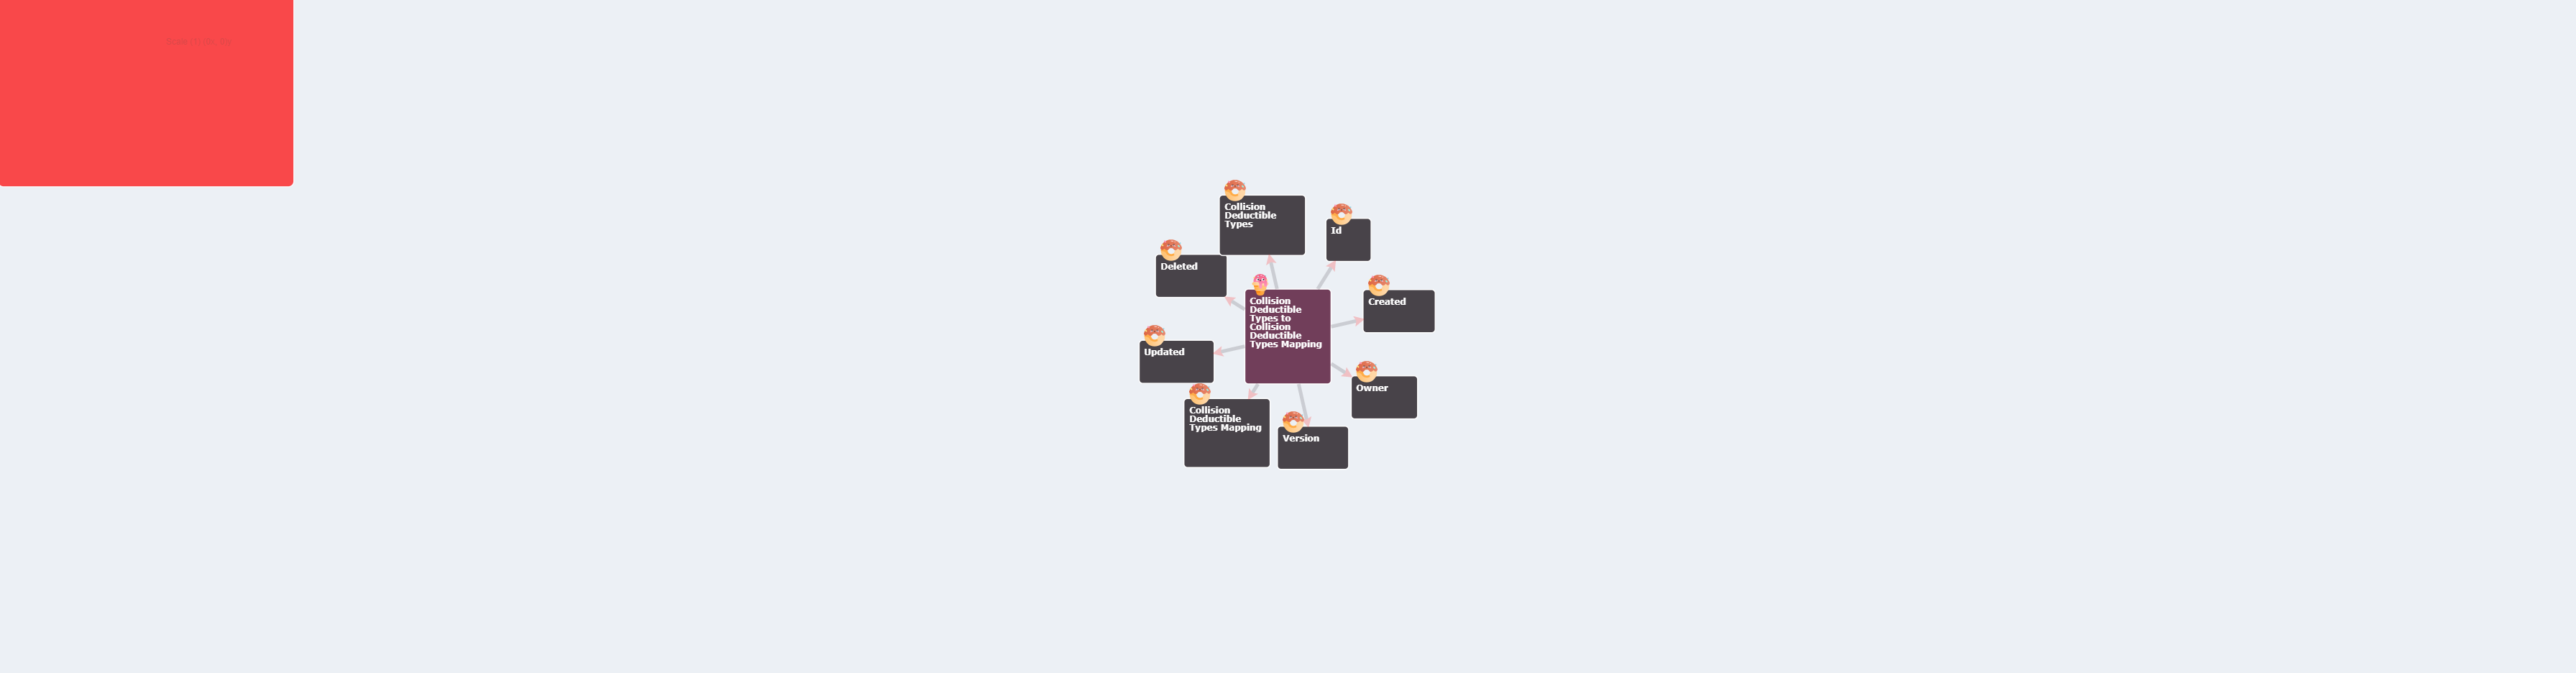 Collision
Deductible
Types
Id
Deleted
Created
Collision
Deductible
Types to
Collision
Deductible
Types Mapping
Updated
Owner
Collision
Deductible
Types Mapping
Version